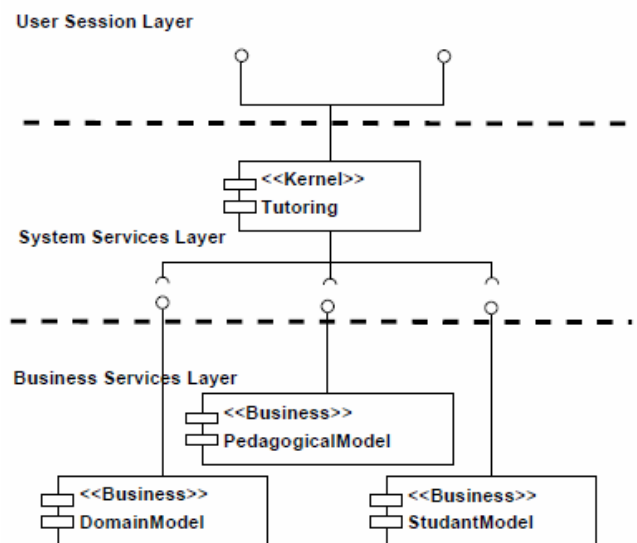 User Session Layer
<<Kernel>>
Tutoring
System Services Layer
Business Services Layer
<<Business>>
PedagogicalModel
<<Business>>
DomainModel
<<Business>>
StudantModel